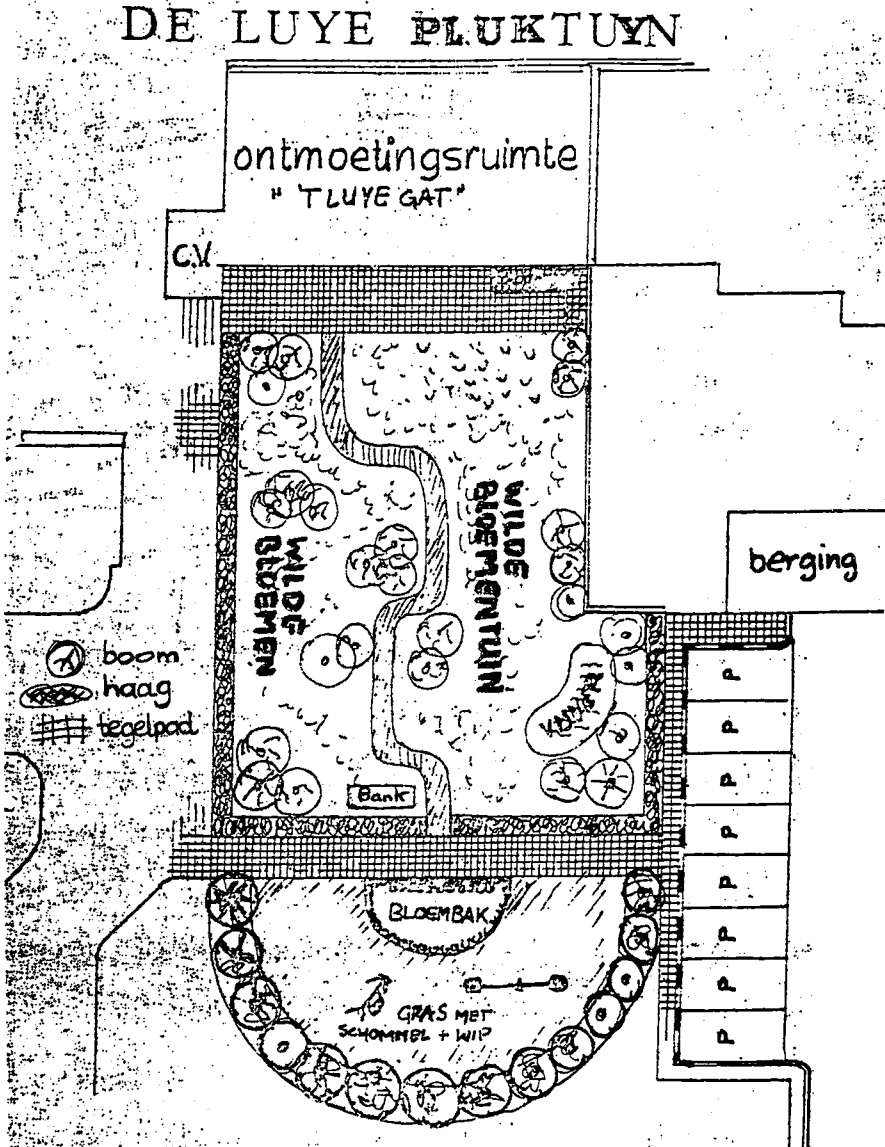 DE LUYE PLUKTUYN
ontmoetingsruimte
"'T LUYE GAT"
C.V.
WILDE
BLOEMENTUIN
WILDE
BLOEMEN
berging
boom
haag
tegelpad
Bank
P
P
P
P
P
P
P
P
BLOEMBAK
GRAS MET
SCHOMMEL + WIP